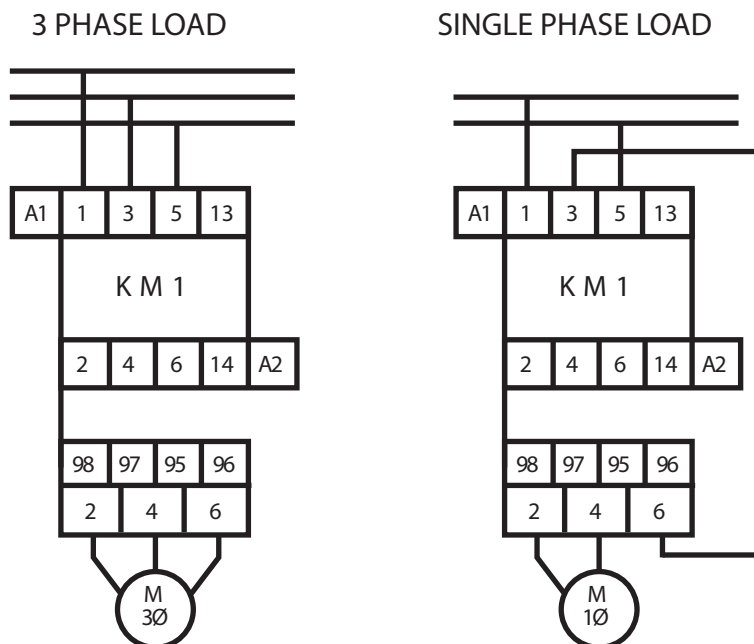 3 PHASE LOAD
A1 1 3 5 13
K M 1
2 4 6 14 A2
98 97 95 96
2 4 6
M
3Ø
SINGLE PHASE LOAD
A1 1 3 5 13
K M 1
2 4 6 14 A2
98 97 95 96
2 4 6
M
1Ø